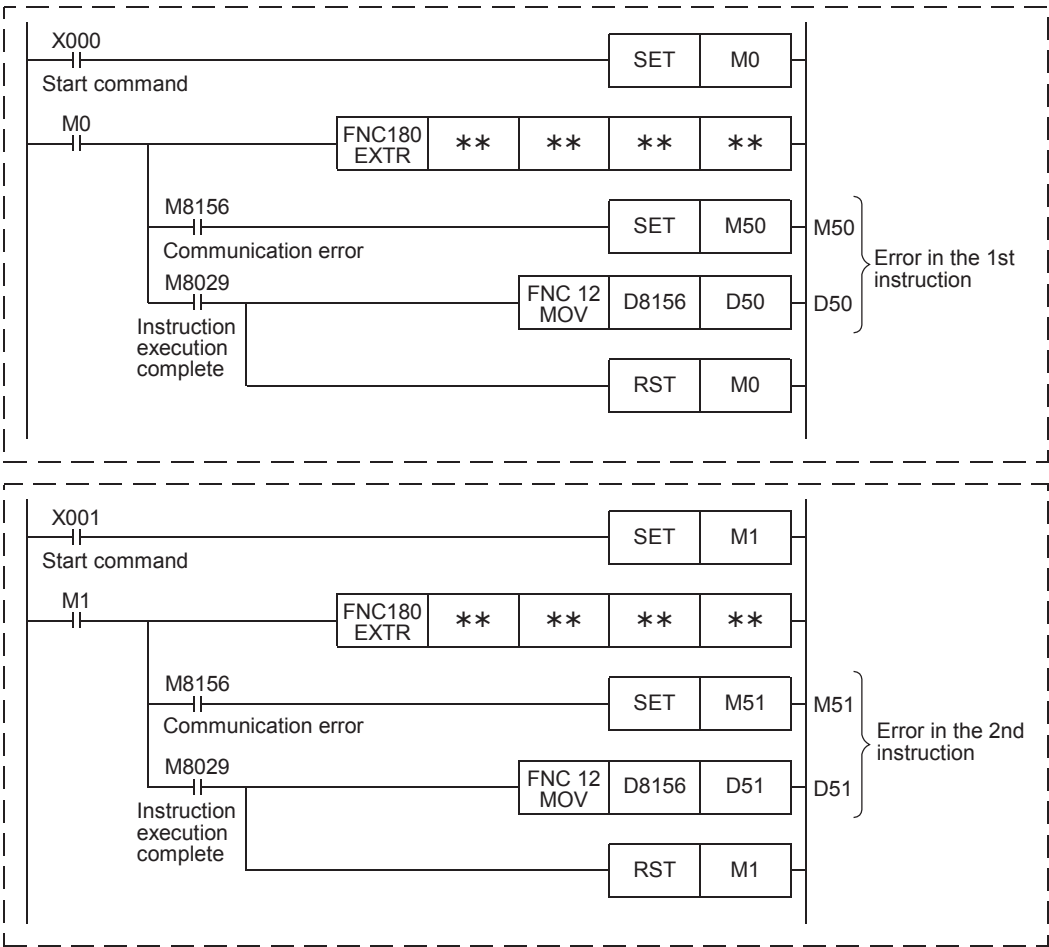 X000
SET M0
Start command
M0
FNC180
EXTR
** ** ** **
M8156
SET M50 M50
Communication error
Error in the 1st
instruction
M8029
FNC 12
MOV
D8156 D50 D50
Instruction
execution
complete
RST M0
X001
SET M1
Start command
M1
FNC180
EXTR
** ** ** **
M8156
SET M51 M51
Communication error
Error in the 2nd
instruction
M8029
FNC 12
MOV
D8156 D51 D51
Instruction
execution
complete
RST M1